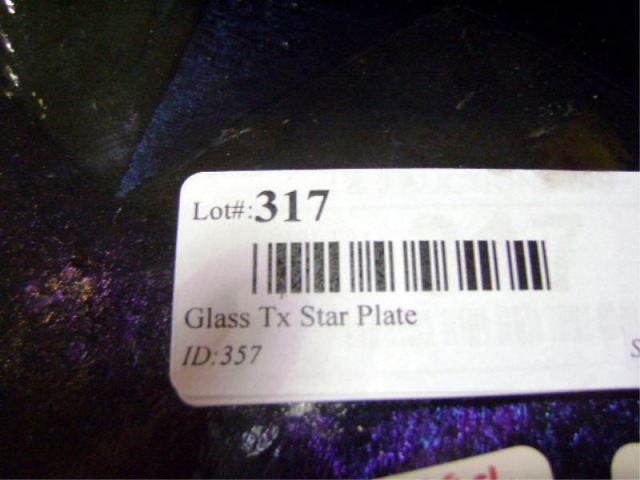 Lot#:317
Glass Tx Star Plate
ID:357
S